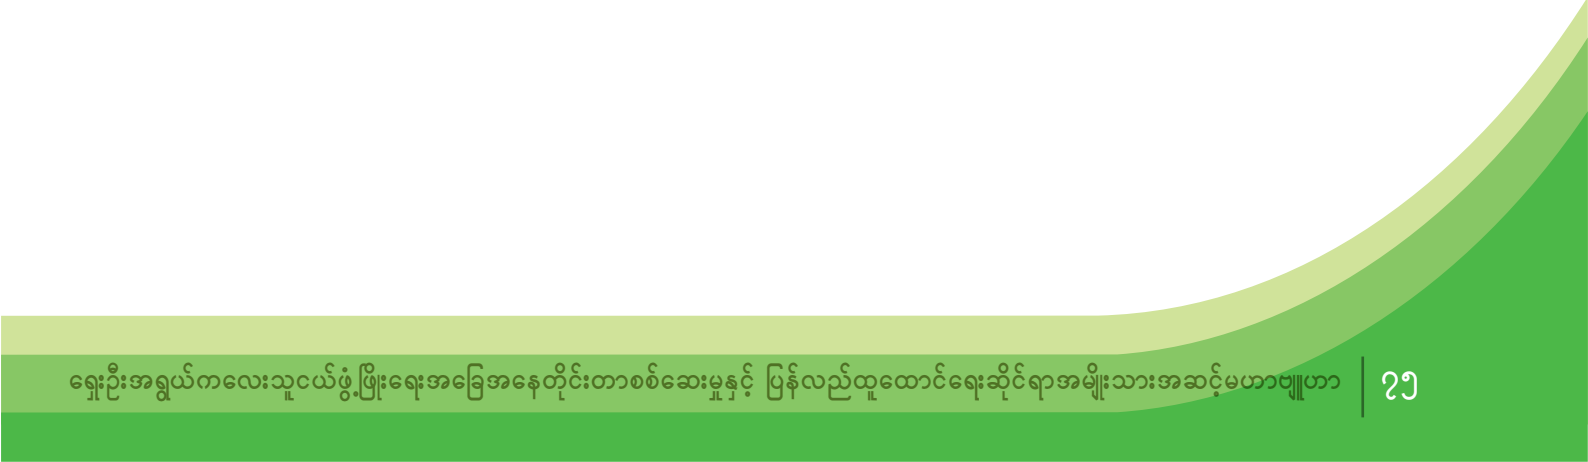 ရှေးဦးအရွယ်ကလေးသူငယ်ဖွံ့ဖြိုးရေးအခြေအနေတိုင်းတာစစ်ဆေးမှုနှင့် ပြန်လည်ထူထောင်ရေးဆိုင်ရာအမျိုးသားအဆင့်မဟာဗျူဟာ ၇၅